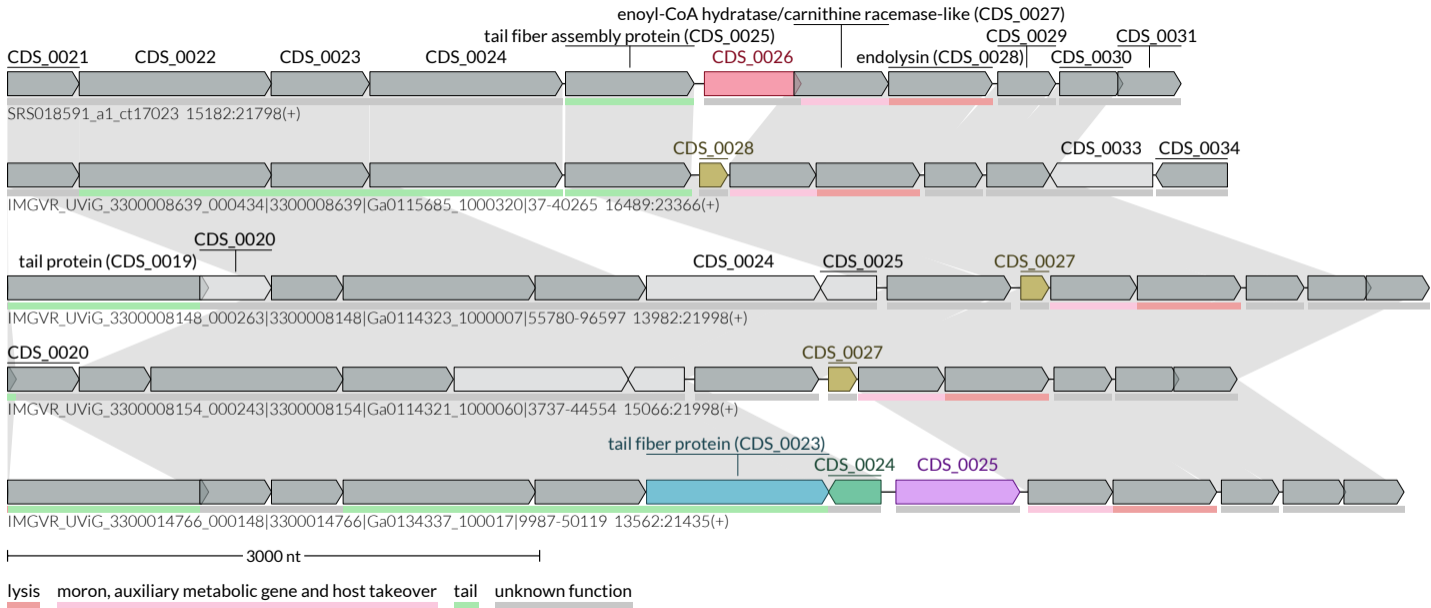 enoyl-CoA hydratase/carnithine racemase-like (CDS_0027)
tail fiber assembly protein (CDS_0025) CDS_0029 CDS_0031
CDS_0021 CDS_0022 CDS_0023 CDS_0024 CDS_0026 endolysin (CDS_0028) CDS_0030
SRS018591_a1_ct17023 15182:21798(+)
CDS_0028 CDS_0033 CDS_0034
IMGVR_UViG_3300008639_000434|3300008639|Ga0115685_1000320|37-40265 16489:23366(+)
CDS_0020
tail protein (CDS_0019) CDS_0024 CDS_0025 CDS_0027
IMGVR_UViG_3300008148_000263|3300008148|Ga0114323_1000007|55780-96597 13982:21998(+)
CDS_0020 CDS_0027
IMGVR_UViG_3300008154_000243|3300008154|Ga0114321_1000060|3737-44554 15066:21998(+)
tail fiber protein (CDS_0023)
CDS_0024 CDS_0025
IMGVR_UViG_3300014766_000148|3300014766|Ga0134337_100017|9987-50119 13562:21435(+)
3000 nt
lysis moron, auxiliary metabolic gene and host takeover tail unknown function